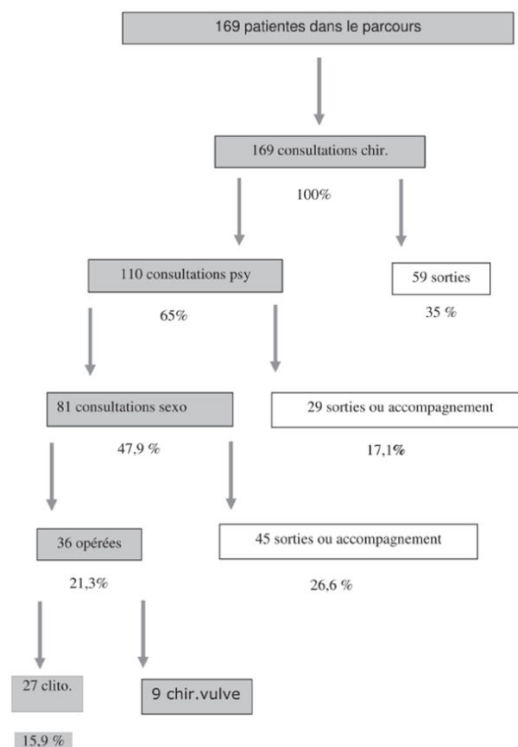 169 patientes dans le parcours
169 consultations chir.
100%
110 consultations psy
59 sorties
65%
35 %
81 consultations sexo
29 sorties ou accompagnement
47,9 %
17,1%
36 opérées
45 sorties ou accompagnement
21,3%
26,6 %
27 clito.
9 chir.vulve
15,9 %